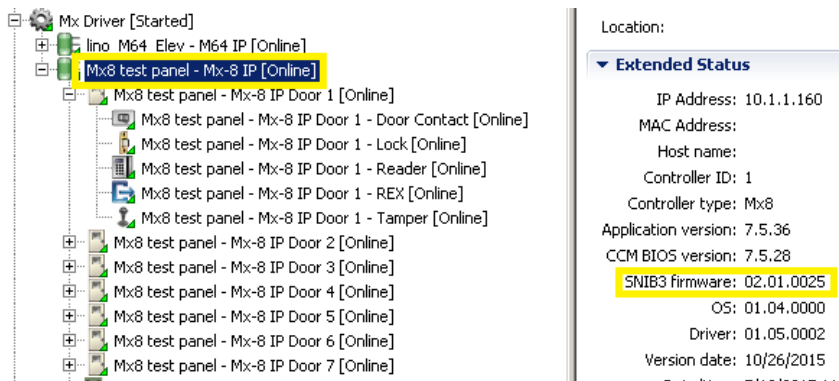 Mx Driver [Started]
lino_M64_Elev - M64 IP [Online]
Mx8 test panel - Mx-8 IP [Online]
Mx8 test panel - Mx-8 IP Door 1 [Online]
Mx8 test panel - Mx-8 IP Door 1 - Door Contact [Online]
Mx8 test panel - Mx-8 IP Door 1 - Lock [Online]
Mx8 test panel - Mx-8 IP Door 1 - Reader [Online]
Mx8 test panel - Mx-8 IP Door 1 - REX [Online]
Mx8 test panel - Mx-8 IP Door 1 - Tamper [Online]
Mx8 test panel - Mx-8 IP Door 2 [Online]
Mx8 test panel - Mx-8 IP Door 3 [Online]
Mx8 test panel - Mx-8 IP Door 4 [Online]
Mx8 test panel - Mx-8 IP Door 5 [Online]
Mx8 test panel - Mx-8 IP Door 6 [Online]
Mx8 test panel - Mx-8 IP Door 7 [Online]
Location:
Extended Status
IP Address: 10.1.1.160
MAC Address:
Host name:
Controller ID: 1
Controller type: Mx8
Application version: 7.5.36
CCM BIOS version: 7.5.28
SNIB3 firmware: 02.01.0025
OS: 01.04.0000
Driver: 01.05.0002
Version date: 10/26/2015